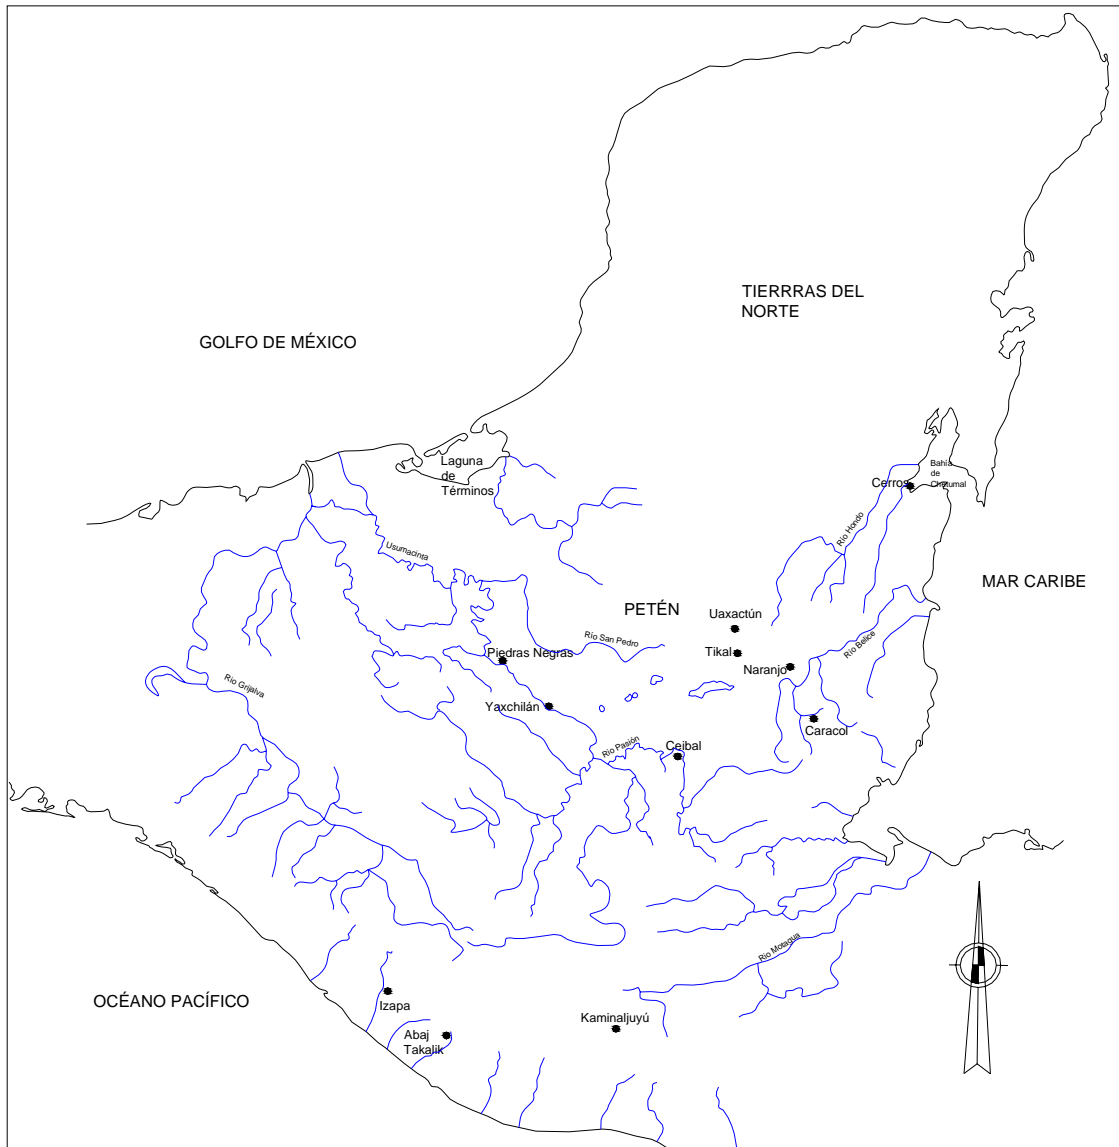 TIERRRAS DEL
NORTE
GOLFO DE MÉXICO
Laguna
de
Términos
Bahía
de
Chetumal
Cerros
Río Hondo
Usumacinta
MAR CARIBE
PETÉN
Uaxactún
Río San Pedro
Río Belice
Tikal
Piedras Negras
Naranjo
Río Grijalva
Yaxchilán
Caracol
Río Pasión
Ceibal
Río Motagua
OCÉANO PACÍFICO
Izapa
Kaminaljuyú
Abaj
Takalik